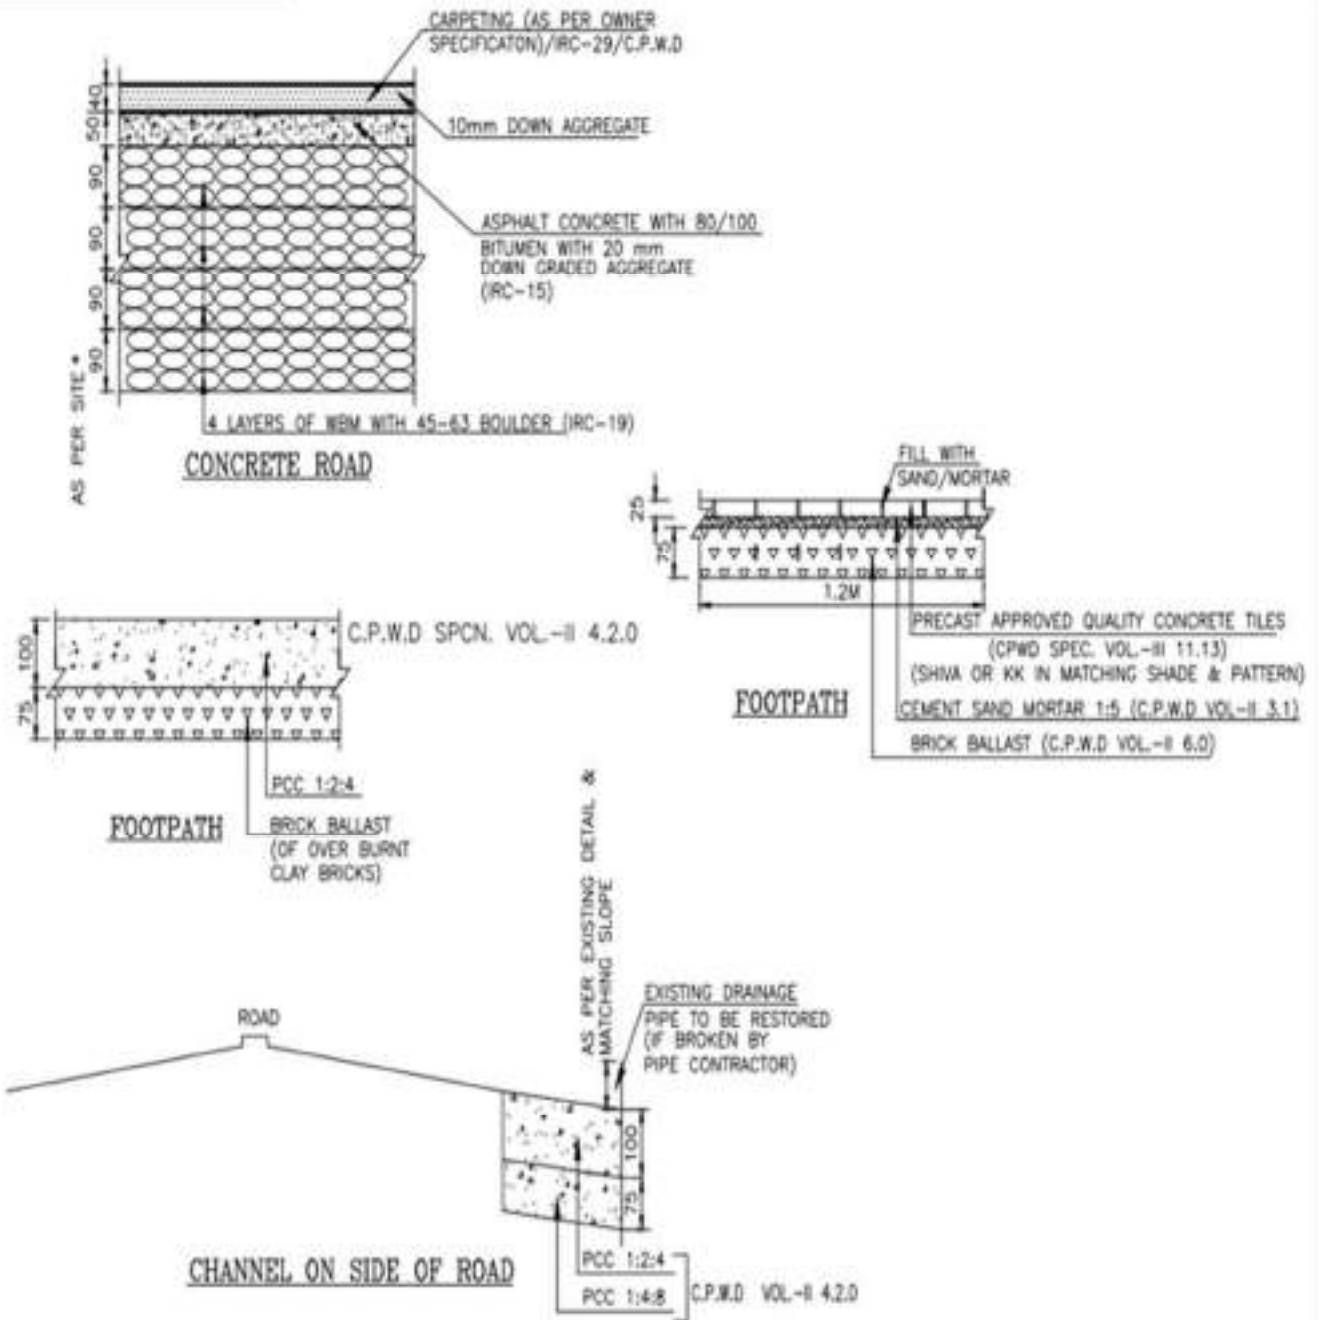 CARPETING (AS PER OWNER
SPECIFICATON)/IRC-29/C.P.W.D
40
10mm DOWN AGGREGATE
50
90
ASPHALT CONCRETE WITH 80/100
BITUMEN WITH 20 mm
DOWN GRADED AGGREGATE
(IRC-15)
90
90
90
AS PER SITE *
4 LAYERS OF WBM WITH 45-63 BOULDER (IRC-19)
CONCRETE ROAD
FILL WITH
SAND/MORTAR
25
75
1.2M
PRECAST APPROVED QUALITY CONCRETE TILES
(CPWD SPEC. VOL.-III 11.13)
(SHIVA OR KK IN MATCHING SHADE & PATTERN)
FOOTPATH
CEMENT SAND MORTAR 1:5 (C.P.W.D VOL-II 3.1)
BRICK BALLAST (C.P.W.D VOL.-II 6.0)
C.P.W.D SPCN. VOL.-II 4.2.0
100
75
PCC 1:2:4
FOOTPATH
BRICK BALLAST
(OF OVER BURNT
CLAY BRICKS)
AS PER EXISTING DETAIL &
MATCHING SLOPE
EXISTING DRAINAGE
PIPE TO BE RESTORED
(IF BROKEN BY
PIPE CONTRACTOR)
ROAD
100
75
CHANNEL ON SIDE OF ROAD
PCC 1:2:4
PCC 1:4:8
C.P.W.D VOL.-II 4.2.0